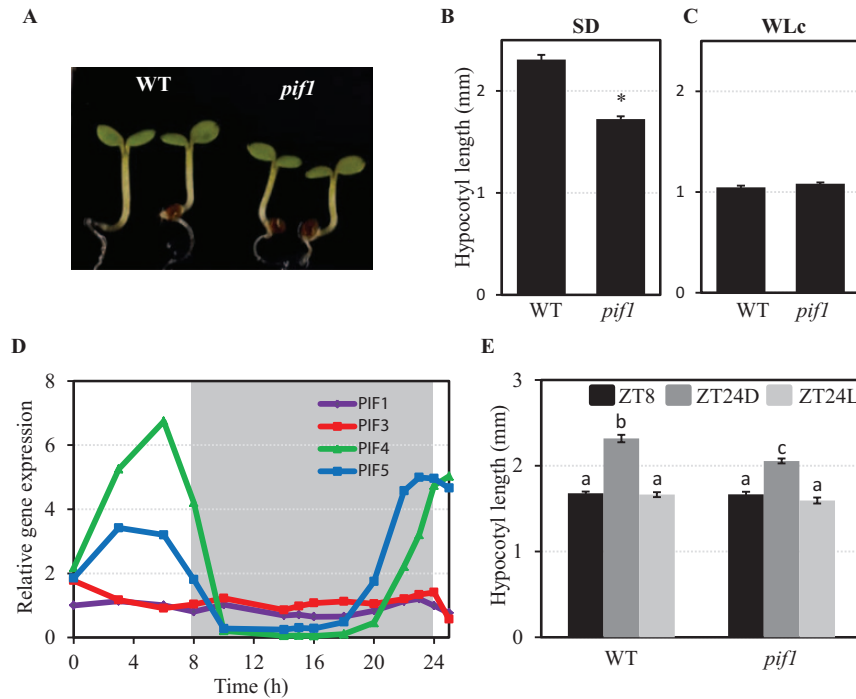 A
WT pif1
B
SD
Hypocotyl length (mm)
2
1
0
*
WT pif1
C
WLc
2
1
0
WT pif1
D
Relative gene expression
8
6
4
2
0
PIF1
PIF3
PIF4
PIF5
0 4 8 12 16 20 24
Time (h)
E
Hypocotyl length (mm)
3
2
1
0
ZT8 ZT24D ZT24L
a b a a c a
WT pif1